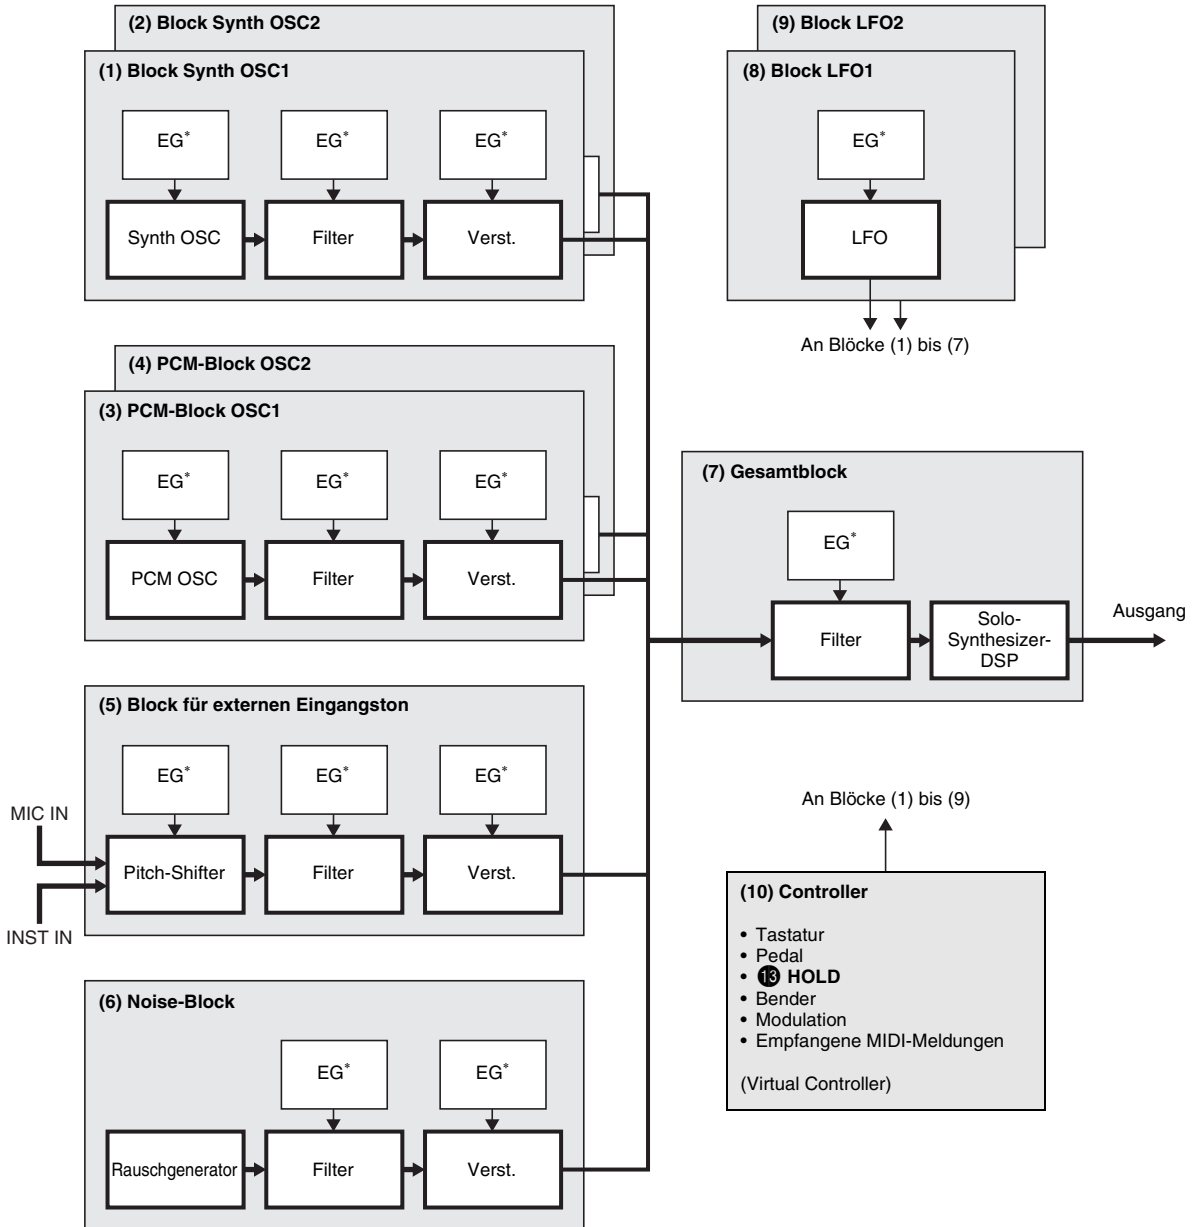 (2) Block Synth OSC2
(1) Block Synth OSC1
EG*
EG*
EG*
Synth OSC
Filter
Verst.
(9) Block LFO2
(8) Block LFO1
EG*
LFO
An Blöcke (1) bis (7)
(4) PCM-Block OSC2
(3) PCM-Block OSC1
EG*
EG*
EG*
PCM OSC
Filter
Verst.
(7) Gesamtblock
EG*
Filter
Solo-
Synthesizer-
DSP
Ausgang
(5) Block für externen Eingangston
EG*
EG*
EG*
MIC IN
INST IN
Pitch-Shifter
Filter
Verst.
(6) Noise-Block
EG*
EG*
Rauschgenerator
Filter
Verst.
An Blöcke (1) bis (9)
(10) Controller
• Tastatur
• Pedal
• ⓭ HOLD
• Bender
• Modulation
• Empfangene MIDI-Meldungen
(Virtual Controller)